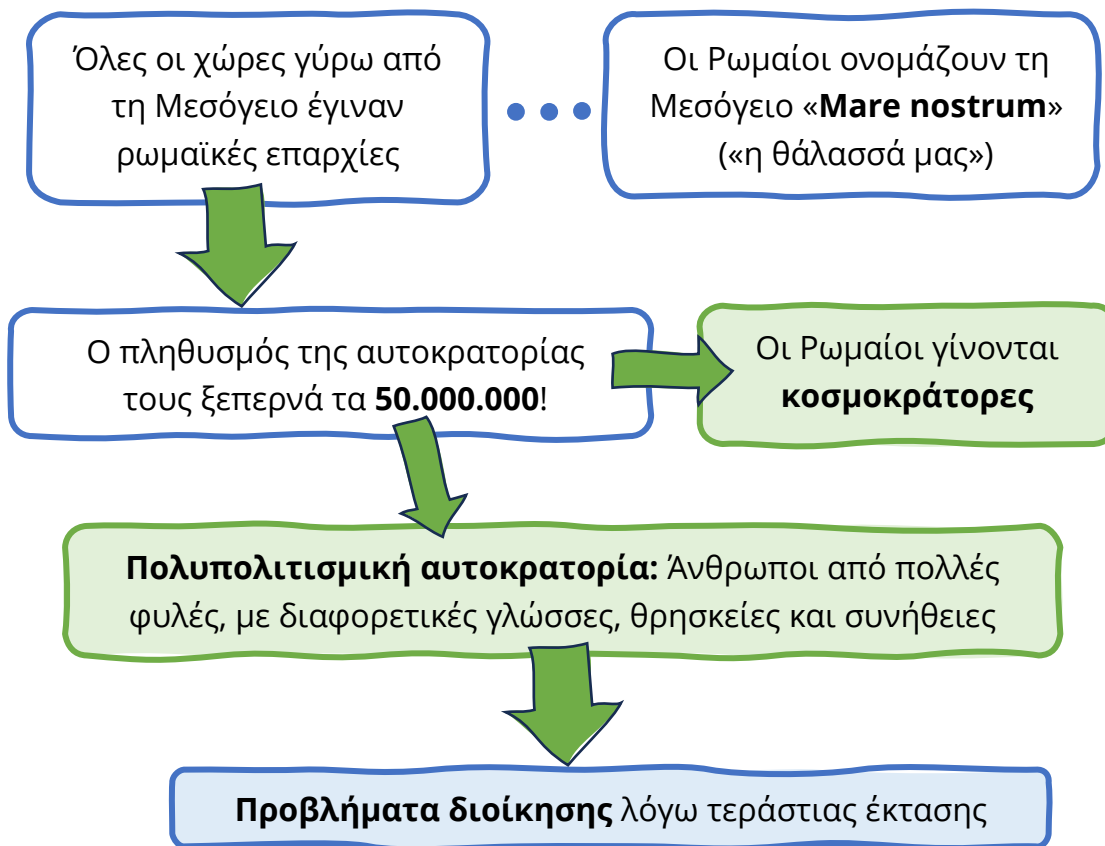 Όλες οι χώρες γύρω από
τη Μεσόγειο έγιναν
ρωμαϊκές επαρχίες
Οι Ρωμαίοι ονομάζουν τη
Μεσόγειο «Mare nostrum»
(«η θάλασσά μας»)
Ο πληθυσμός της αυτοκρατορίας
τους ξεπερνά τα 50.000.000!
Οι Ρωμαίοι γίνονται
κοσμοκράτορες
Πολυπολιτισμική αυτοκρατορία: Άνθρωποι από πολλές
φυλές, με διαφορετικές γλώσσες, θρησκείες και συνήθειες
Προβλήματα διοίκησης λόγω τεράστιας έκτασης